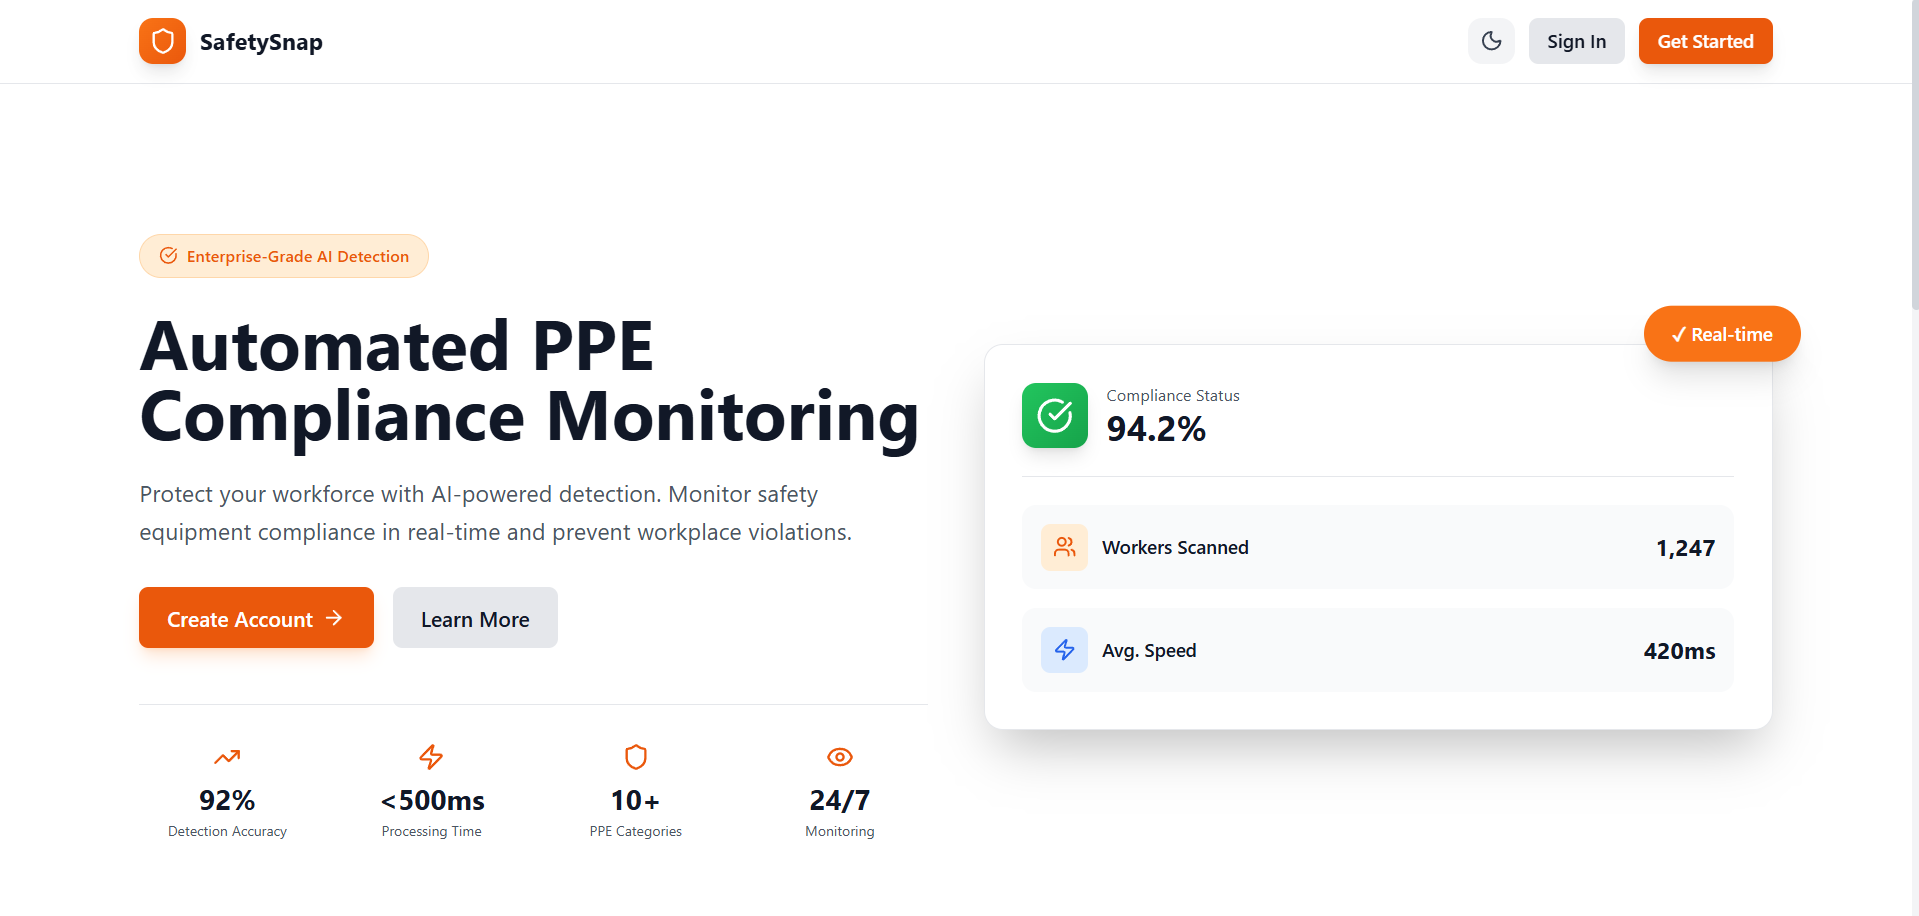 SafetySnap
Sign In
Get Started
Enterprise-Grade AI Detection
Automated PPE
Compliance Monitoring
Protect your workforce with AI-powered detection. Monitor safety
equipment compliance in real-time and prevent workplace violations.
Create Account →
Learn More
92%
Detection Accuracy
<500ms
Processing Time
10+
PPE Categories
24/7
Monitoring
✓ Real-time
Compliance Status
94.2%
Workers Scanned
1,247
Avg. Speed
420ms